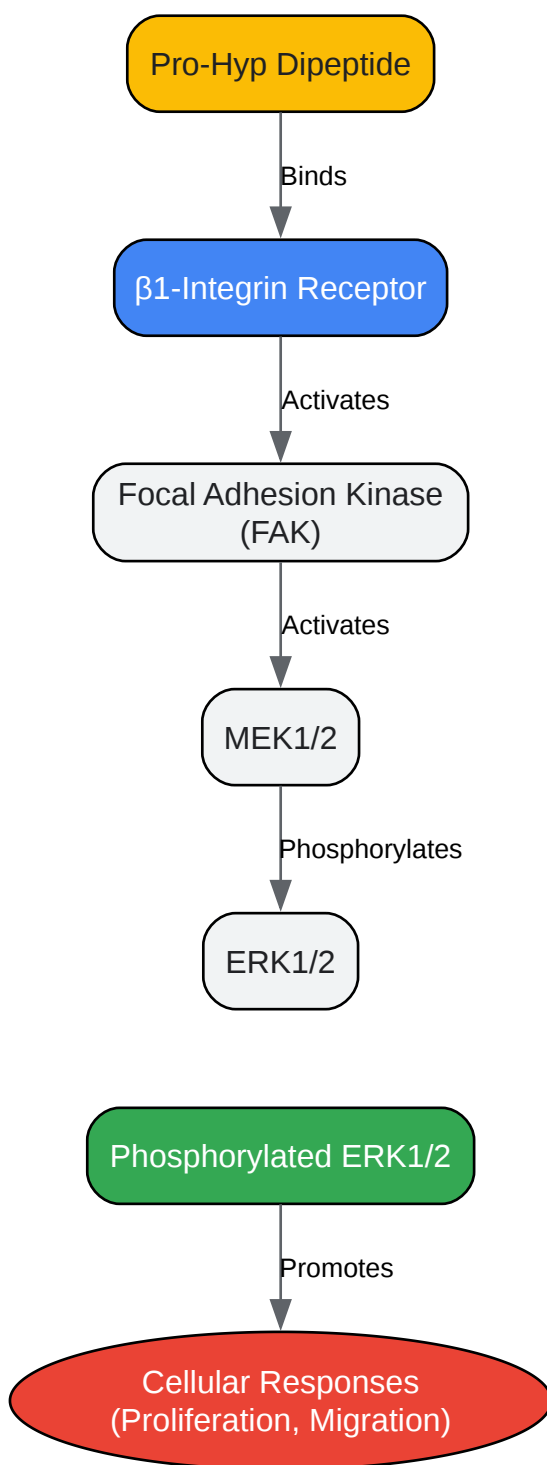 Pro-Hyp Dipeptide
Binds
β1-Integrin Receptor
Activates
Focal Adhesion Kinase
(FAK)
Activates
MEK1/2
Phosphorylates
ERK1/2
Phosphorylated ERK1/2
Promotes
Cellular Responses
(Proliferation, Migration)